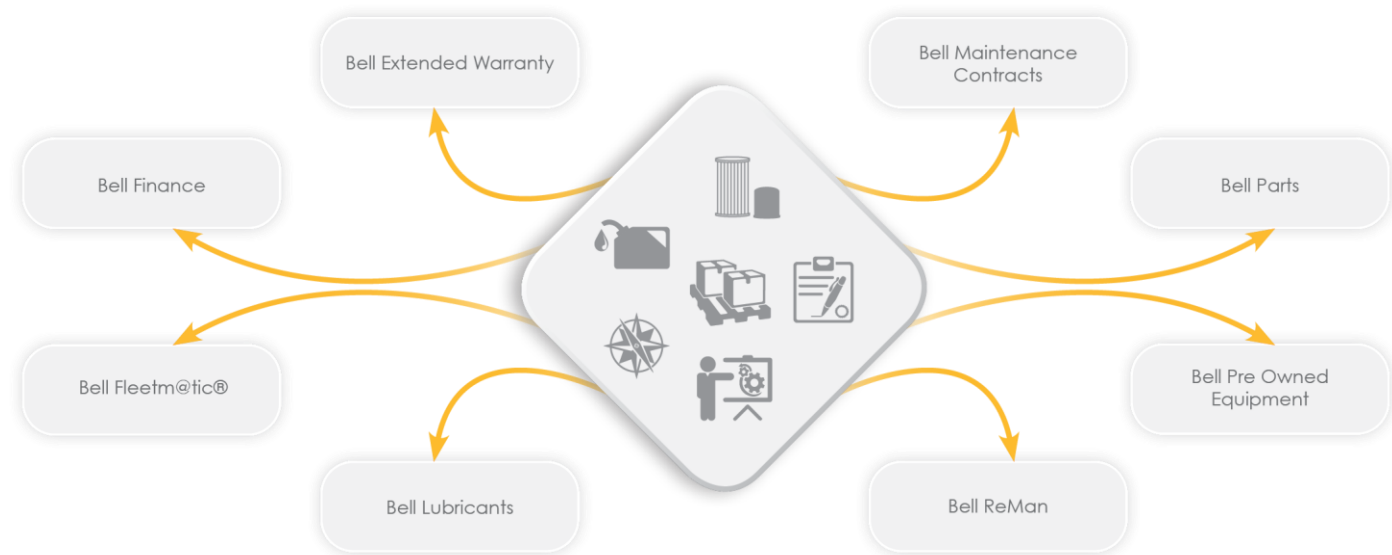 Bell Extended Warranty
Bell Maintenance
Contracts
Bell Finance
Bell Parts
Bell Fleetm@tic®
Bell Pre Owned
Equipment
Bell Lubricants
Bell ReMan